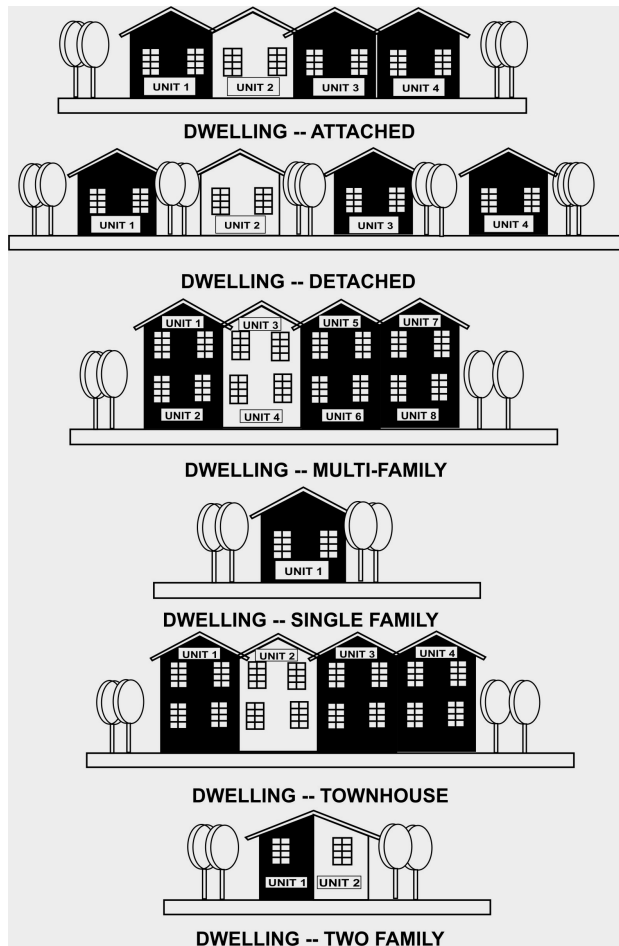 UNIT 1 UNIT 2 UNIT 3 UNIT 4
DWELLING -- ATTACHED
UNIT 1 UNIT 2 UNIT 3 UNIT 4
DWELLING -- DETACHED
UNIT 1 UNIT 3 UNIT 5 UNIT 7
UNIT 2 UNIT 4 UNIT 6 UNIT 8
DWELLING -- MULTI-FAMILY
UNIT 1
DWELLING -- SINGLE FAMILY
UNIT 1 UNIT 2 UNIT 3 UNIT 4
DWELLING -- TOWNHOUSE
UNIT 1 UNIT 2
DWELLING -- TWO FAMILY